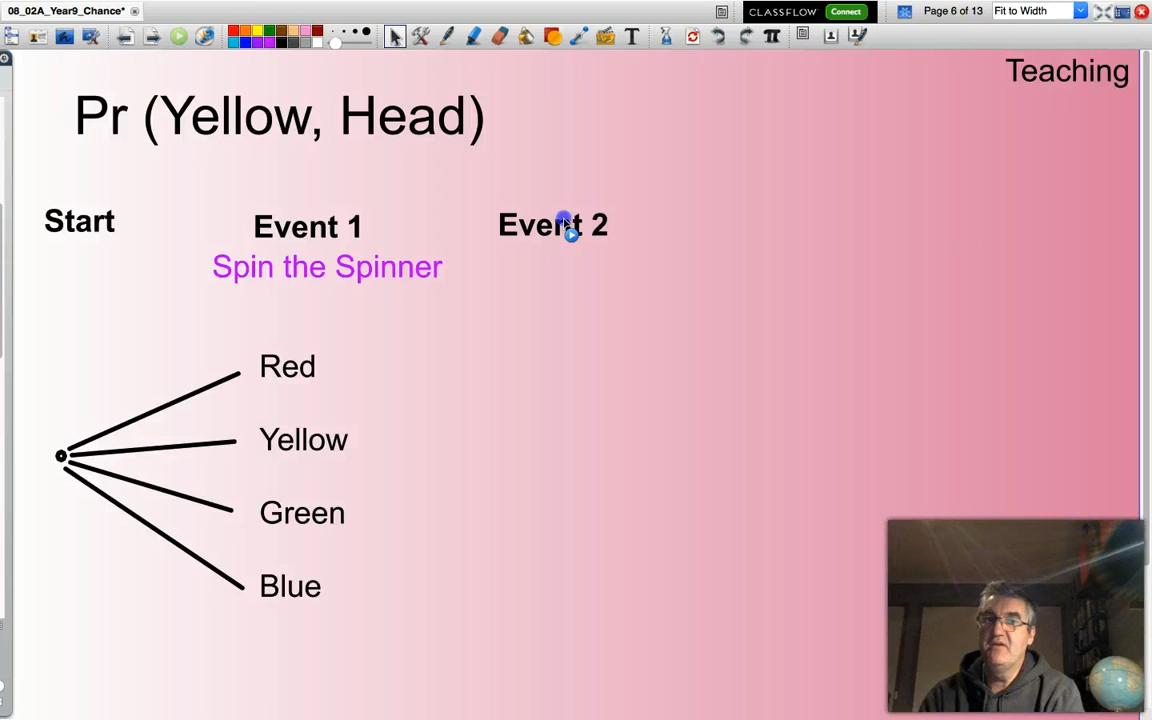 08_02A_Year9_Chance*
CLASSFLOW Connect
Page 6 of 13
Fit to Width
Teaching
Pr (Yellow, Head)
Start
Event 1
Event 2
Spin the Spinner
Red
Yellow
Green
Blue